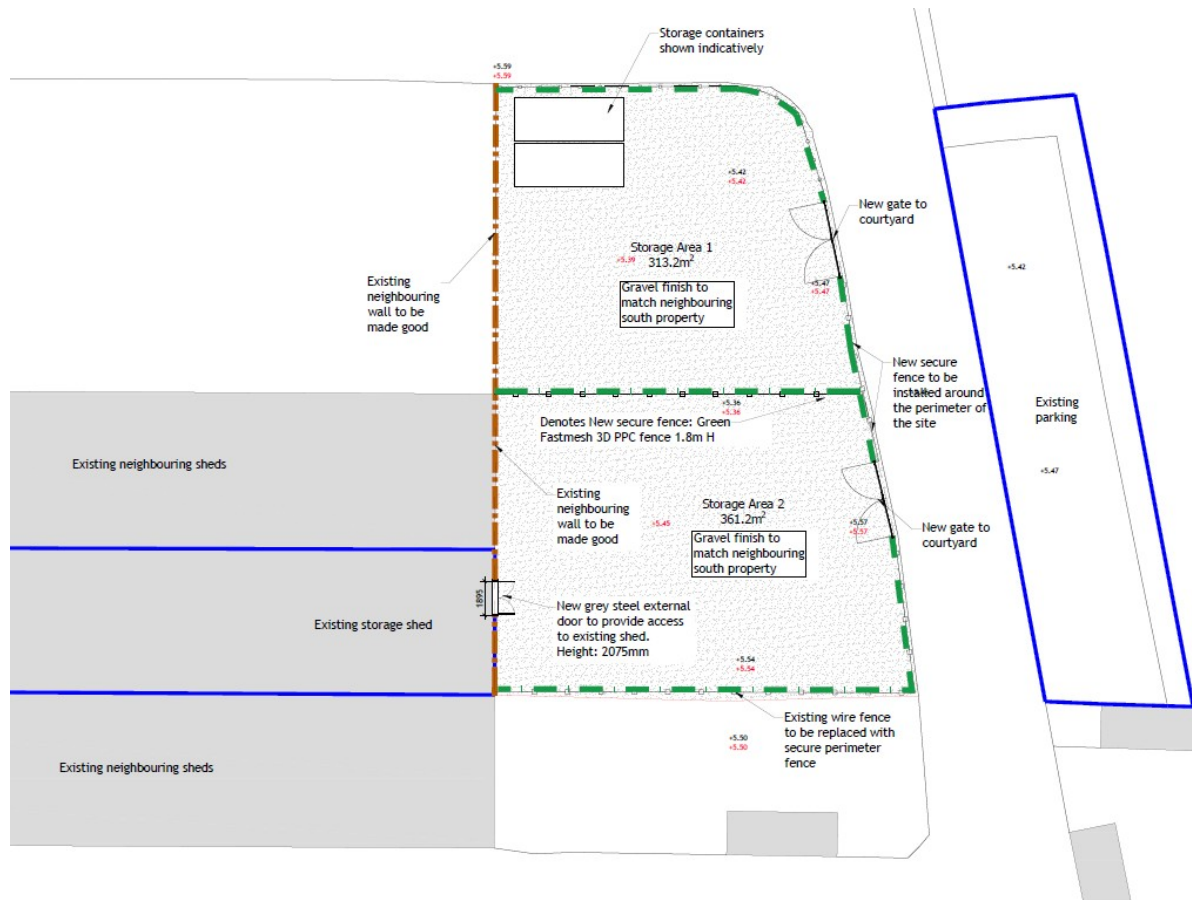 Storage containers
shown indicatively
+5.59
+5.59
+5.42
+5.42
New gate to
courtyard
+5.42
Storage Area 1
313.2m²
+5.39
Gravel finish to
match neighbouring
south property
+5.47
+5.47
Existing
neighbouring
wall to be
made good
New secure
fence to be
installed around
the perimeter of
the site
+5.36
+5.36
Existing
parking
Denotes New secure fence: Green
Fastmesh 3D PPC fence 1.8m H
Existing neighbouring sheds
+5.47
Existing
neighbouring
wall to be
made good
Storage Area 2
361.2m²
+5.45
Gravel finish to
match neighbouring
south property
+5.57
+5.57
New gate to
courtyard
1895
New grey steel external
door to provide access
to existing shed.
Height: 2075mm
Existing storage shed
+5.54
+5.54
Existing wire fence
to be replaced with
secure perimeter
fence
+5.50
+5.50
Existing neighbouring sheds